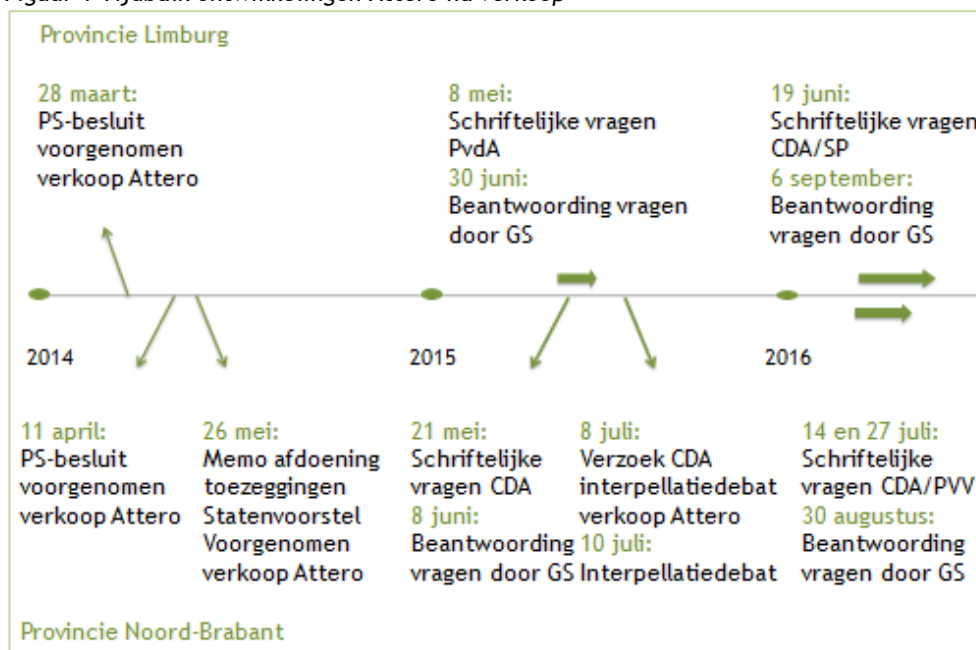 Provincie Limburg
28 maart:
PS-besluit
voorgenomen
verkoop Attero
8 mei:
Schriftelijke vragen
PvdA
30 juni:
Beantwoording vragen
door GS
19 juni:
Schriftelijke vragen
CDA/SP
6 september:
Beantwoording
vragen door GS
2014
2015
2016
11 april:
PS-besluit
voorgenomen
verkoop Attero
26 mei:
Memo afdoening
toezeggingen
Statenvoorstel
Voorgenomen
verkoop Attero
21 mei:
Schriftelijke
vragen CDA
8 juni:
Beantwoording
vragen door GS
8 juli:
Verzoek CDA
interpellatiedebat
verkoop Attero
10 juli:
Interpellatiedebat
14 en 27 juli:
Schriftelijke
vragen CDA/PVV
30 augustus:
Beantwoording
vragen door GS
Provincie Noord-Brabant